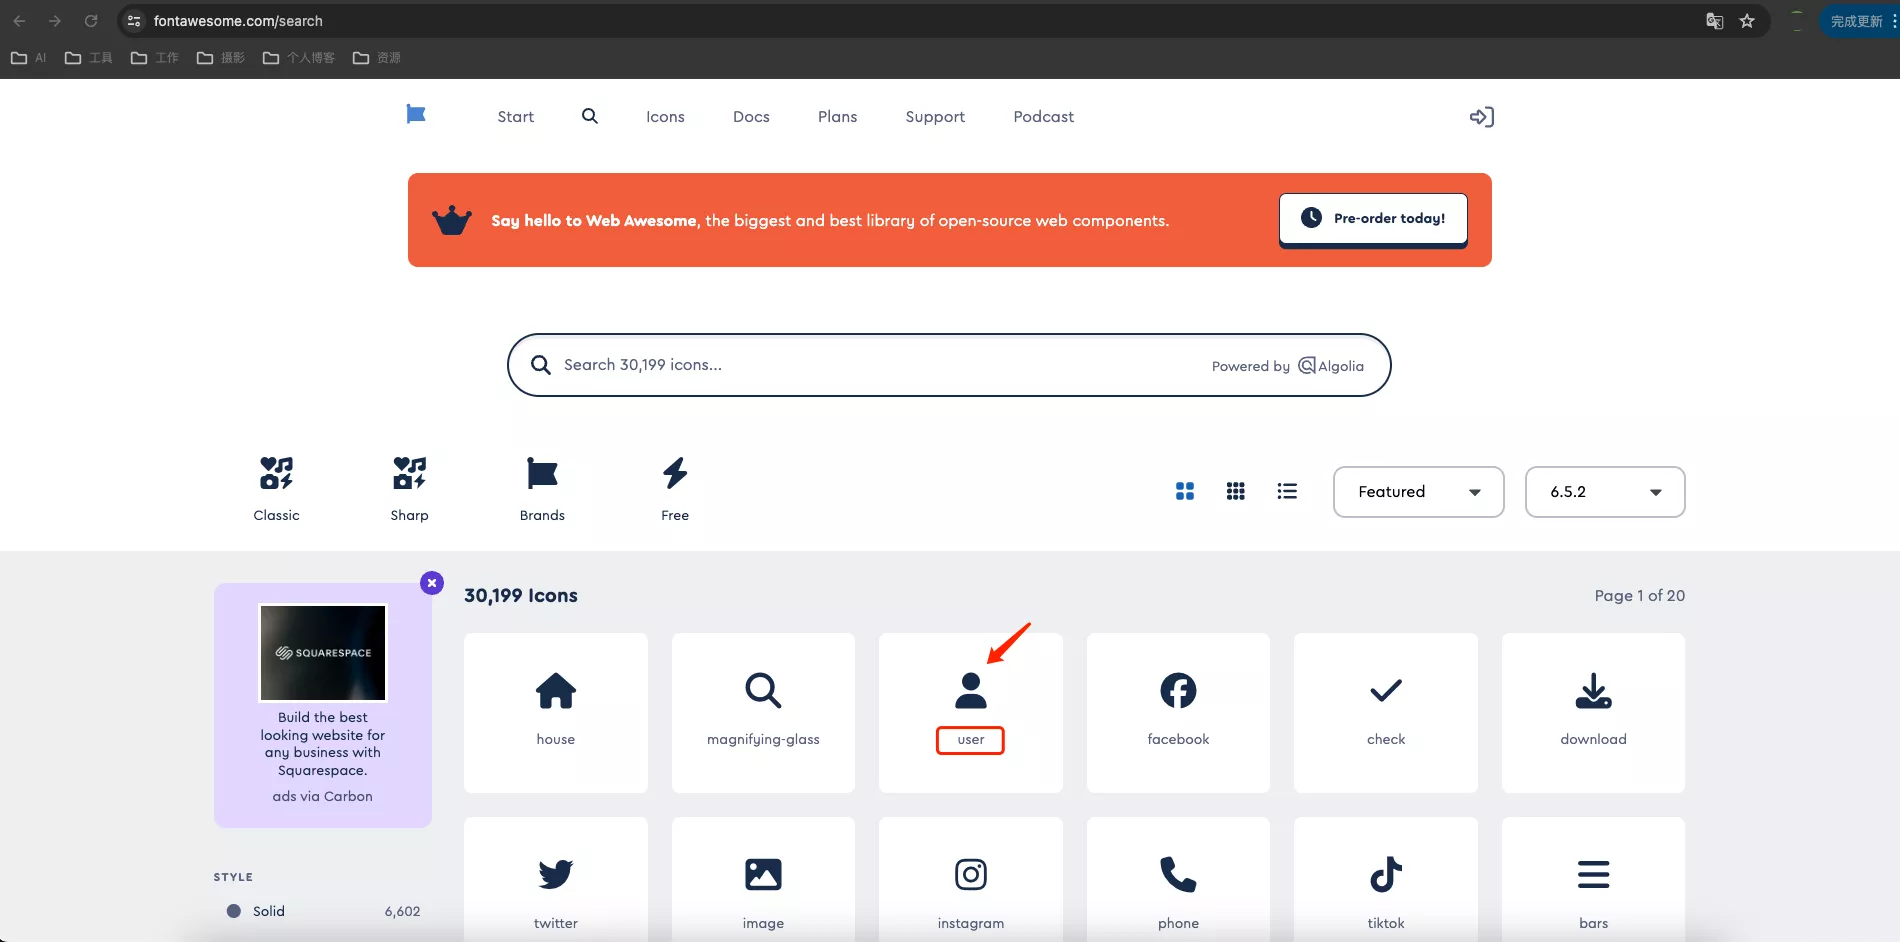 fontawesome.com/search
完成更新
AI 工具 工作 摄影 个人博客 资源
Start Icons Docs Plans Support Podcast
Say hello to Web Awesome, the biggest and best library of open-source web components.
Pre-order today!
Search 30,199 icons...
Powered by Algolia
Classic Sharp Brands Free
Featured 6.5.2
SQUARESPACE
Build the best
looking website for
any business with
Squarespace.
ads via Carbon
STYLE
Solid 6,602
30,199 Icons
Page 1 of 20
house magnifying-glass user facebook check download
twitter image instagram phone tiktok bars